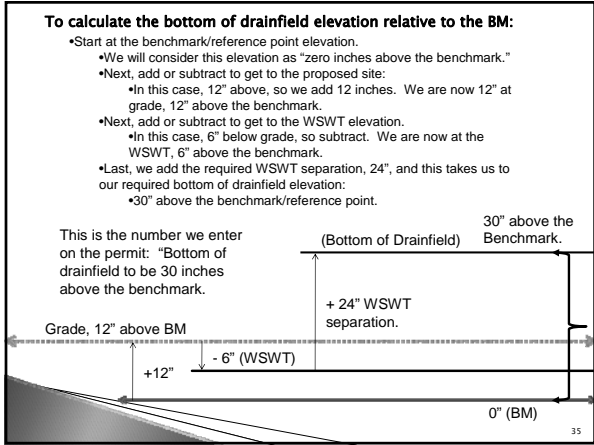 To calculate the bottom of drainfield elevation relative to the BM:
•Start at the benchmark/reference point elevation.
•We will consider this elevation as “zero inches above the benchmark.”
•Next, add or subtract to get to the proposed site:
•In this case, 12” above, so we add 12 inches. We are now 12” at
grade, 12” above the benchmark.
•Next, add or subtract to get to the WSWT elevation.
•In this case, 6” below grade, so subtract. We are now at the
WSWT, 6” above the benchmark.
•Last, we add the required WSWT separation, 24”, and this takes us to
our required bottom of drainfield elevation:
•30” above the benchmark/reference point.
This is the number we enter
on the permit: “Bottom of
drainfield to be 30 inches
above the benchmark.
(Bottom of Drainfield)
30” above the
Benchmark.
+ 24” WSWT
separation.
Grade, 12” above BM
- 6” (WSWT)
+12”
0” (BM)
35